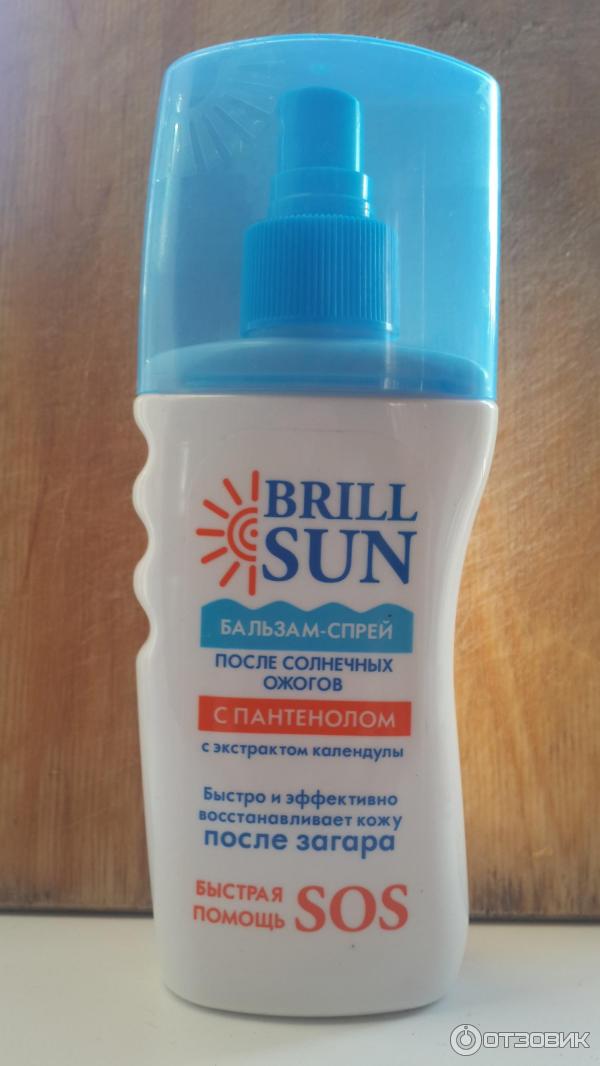 BRILL
SUN
БАЛЬЗАМ-СПРЕЙ
ПОСЛЕ СОЛНЕЧНЫХ
ОЖОГОВ
С ПАНТЕНОЛОМ
с экстрактом календулы
Быстро и эффективно
восстанавливает кожу
после загара
БЫСТРАЯ
ПОМОЩЬ SOS
ОТЗОВИК